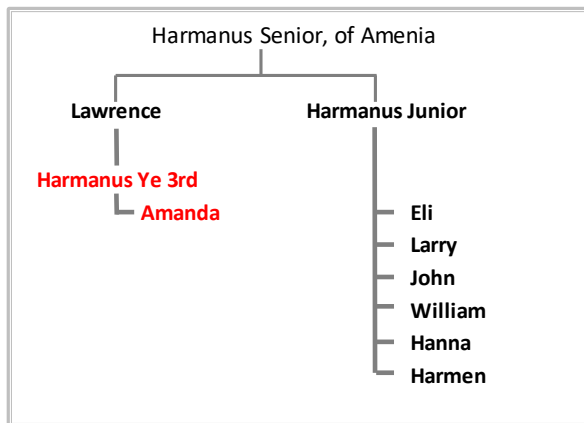 Harmanus Senior, of Amenia
Lawrence
Harmanus Junior
Harmanus Ye 3rd
Amanda
Eli
Larry
John
William
Hanna
Harmen